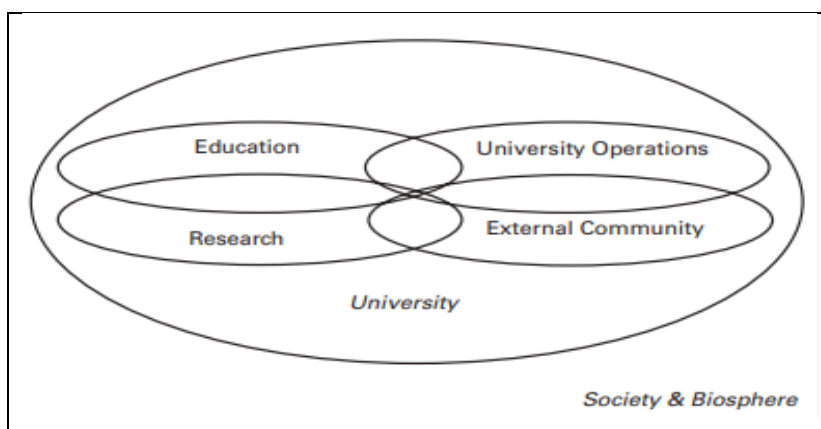 Education
University Operations
Research
External Community
University
Society & Biosphere